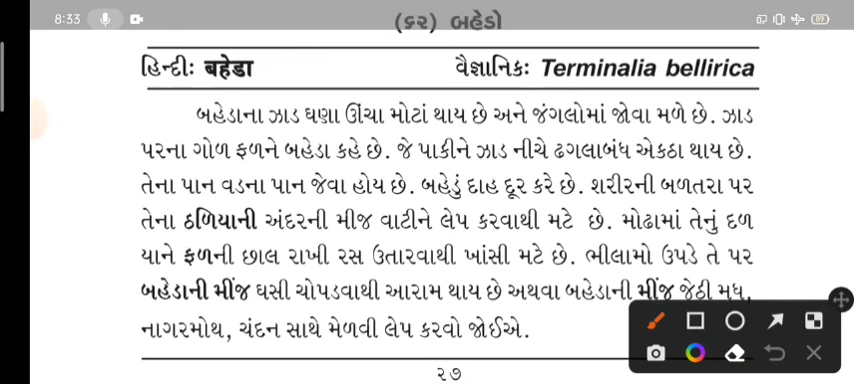 8:33
89
(૬૨) બહેડો
હિન્દીઃ बहेडा વૈજ્ઞાનિકઃ Terminalia bellirica
બહેડાના ઝાડ ઘણા ઊંચા મોટાં થાય છે અને જંગલોમાં જોવા મળે છે. ઝાડ
પરના ગોળ ફળને બહેડા કહે છે. જે પાકીને ઝાડ નીચે ઢગલાબંધ એકઠા થાય છે.
તેના પાન વડના પાન જેવા હોય છે. બહેડું દાહ દૂર કરે છે. શરીરની બળતરા પર
તેના ઠળિયાની અંદરની મીજ વાટીને લેપ કરવાથી મટે છે. મોઢામાં તેનું દળ
યાને ફળની છાલ રાખી રસ ઉતારવાથી ખાંસી મટે છે. ભીલામો ઉપડે તે પર
બહેડાની મીંજ ઘસી ચોપડવાથી આરામ થાય છે અથવા બહેડાની મીંજ જેઠી મધ,
નાગરમોથ, ચંદન સાથે મેળવી લેપ કરવો જોઈએ.
૨૭